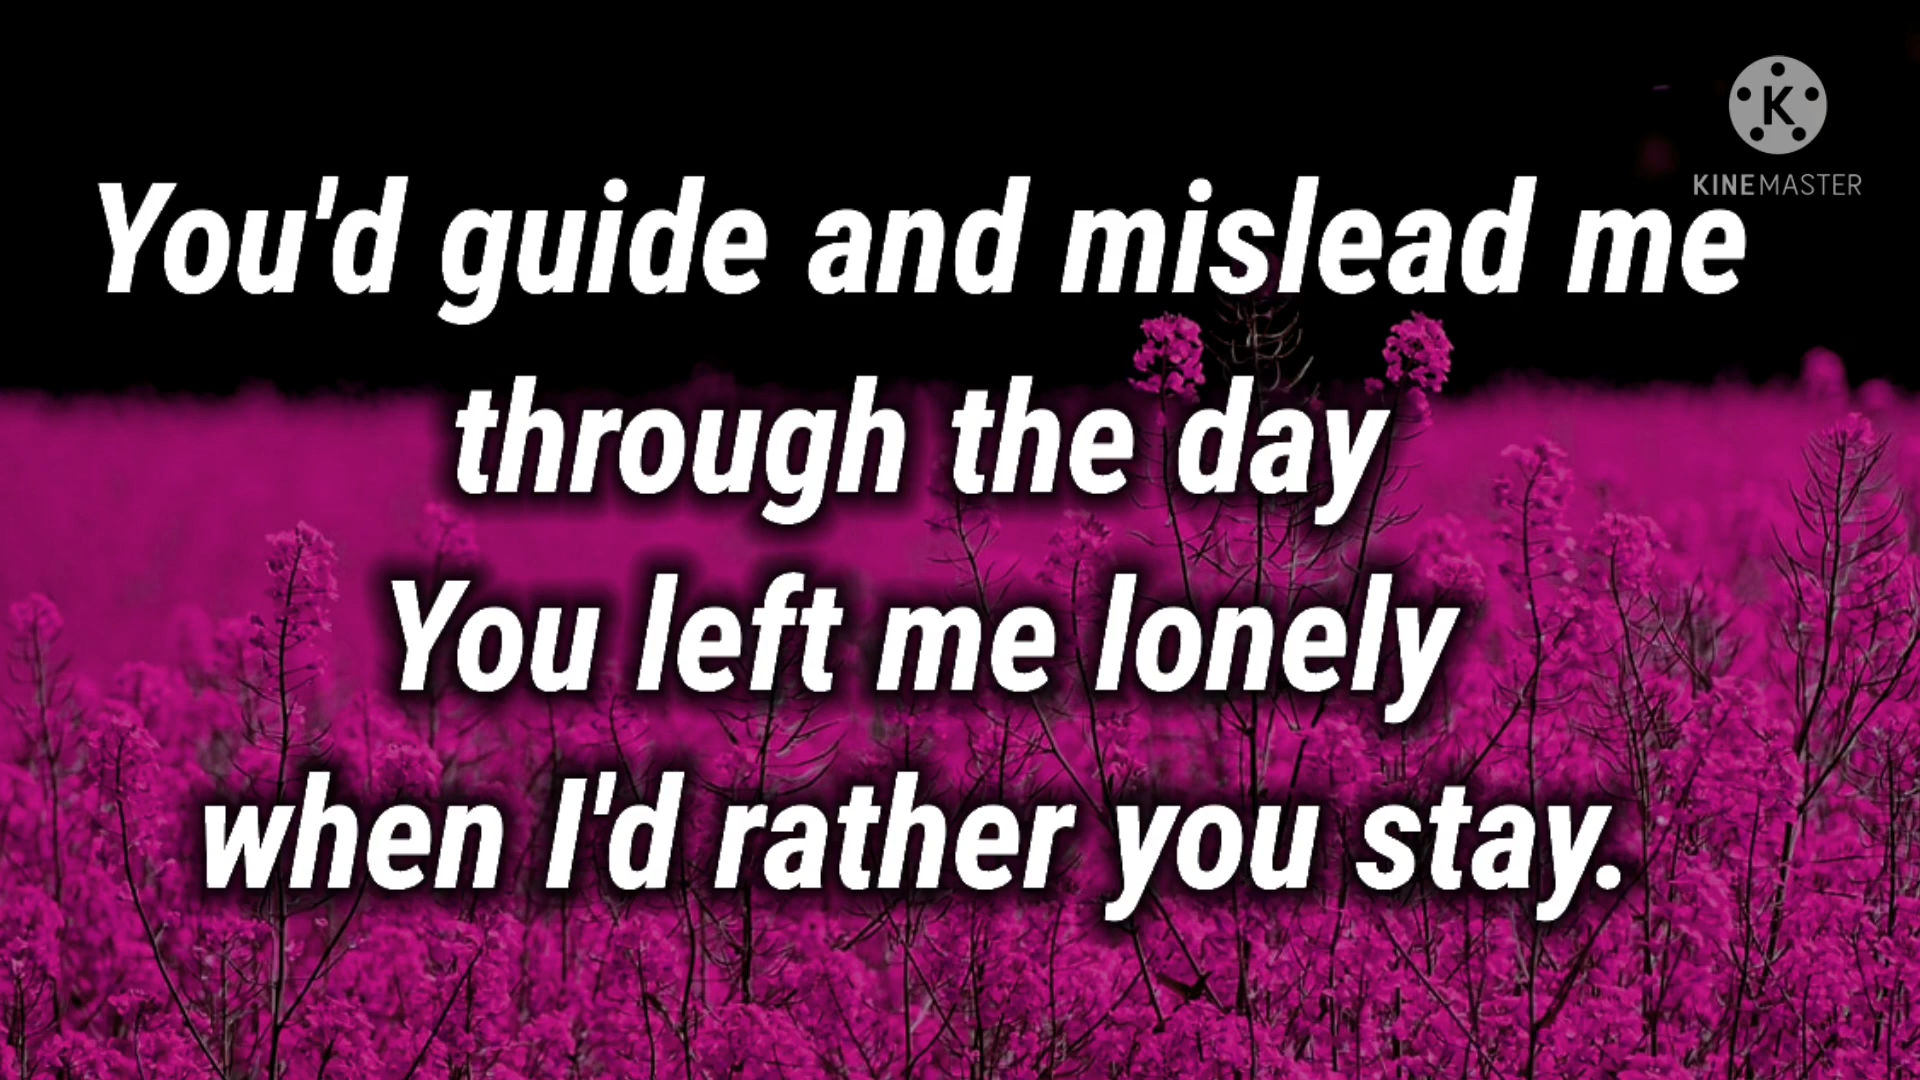 K
KINEMASTER
You'd guide and mislead me
through the day
You left me lonely
when I'd rather you stay.